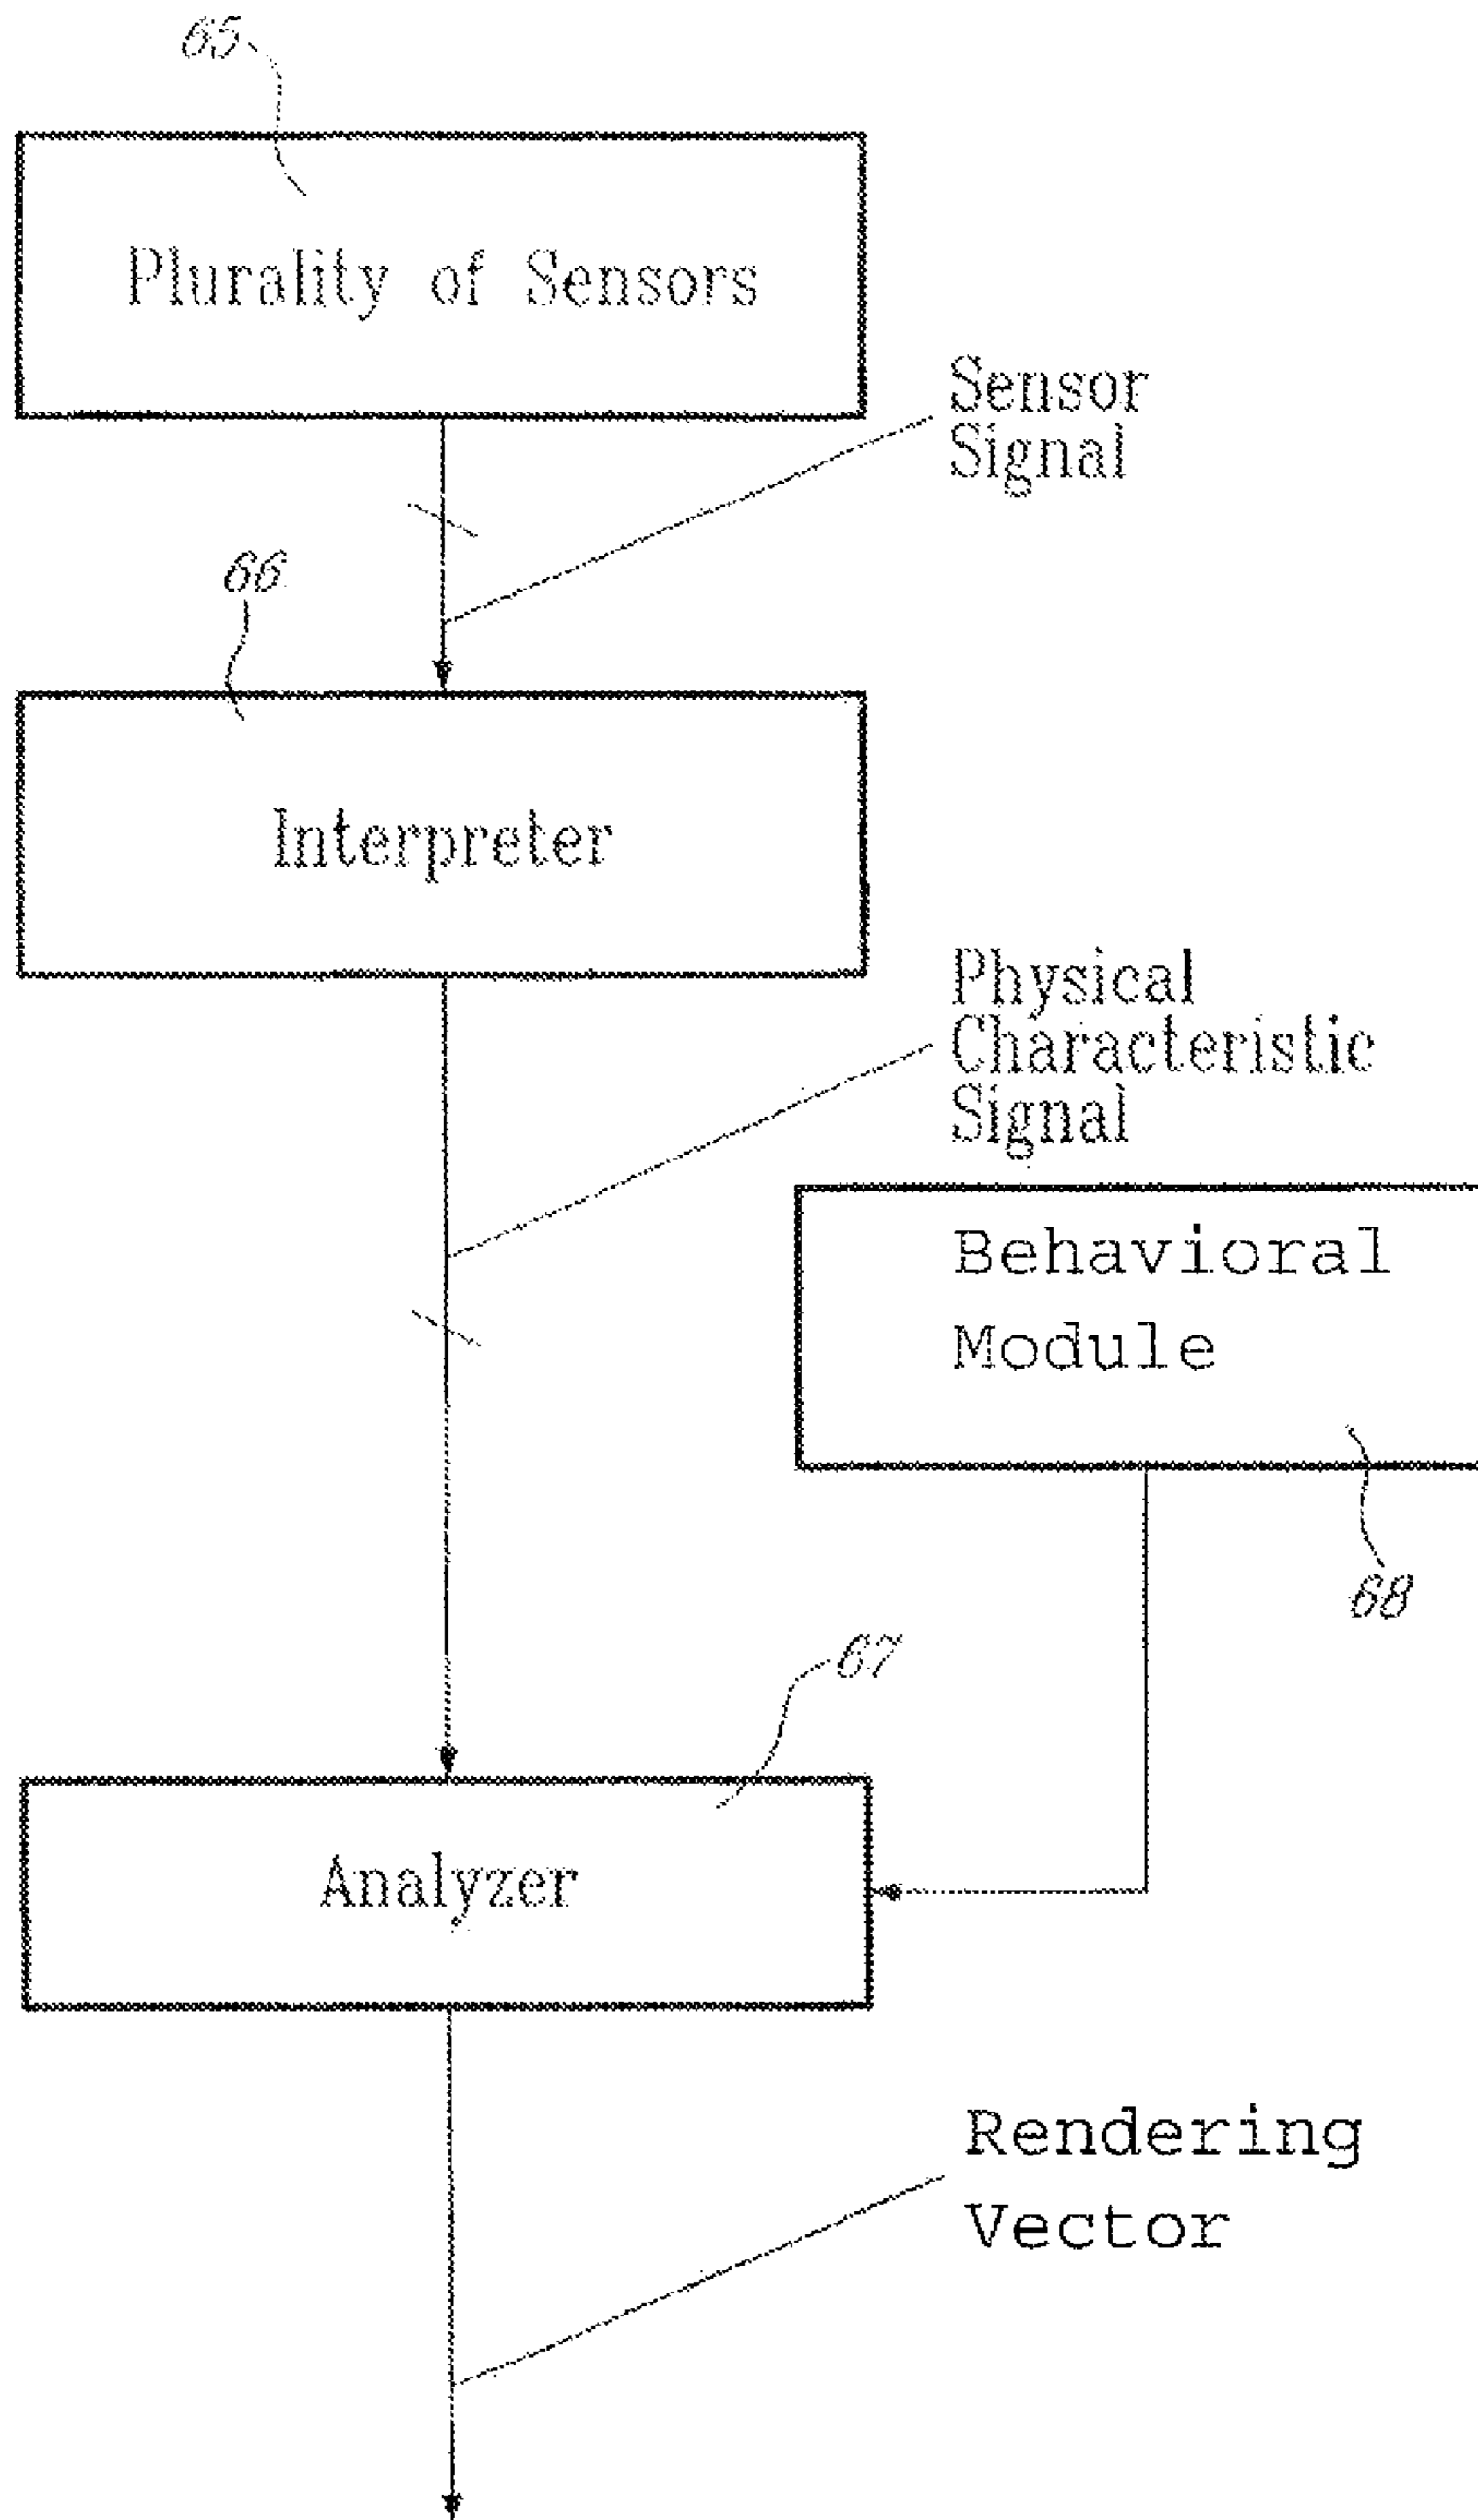 65
Plurality of Sensors
Sensor
Signal
66
Interpreter
Physical
Characteristic
Signal
Behavioral
Module
68
67
Analyzer
Rendering
Vector